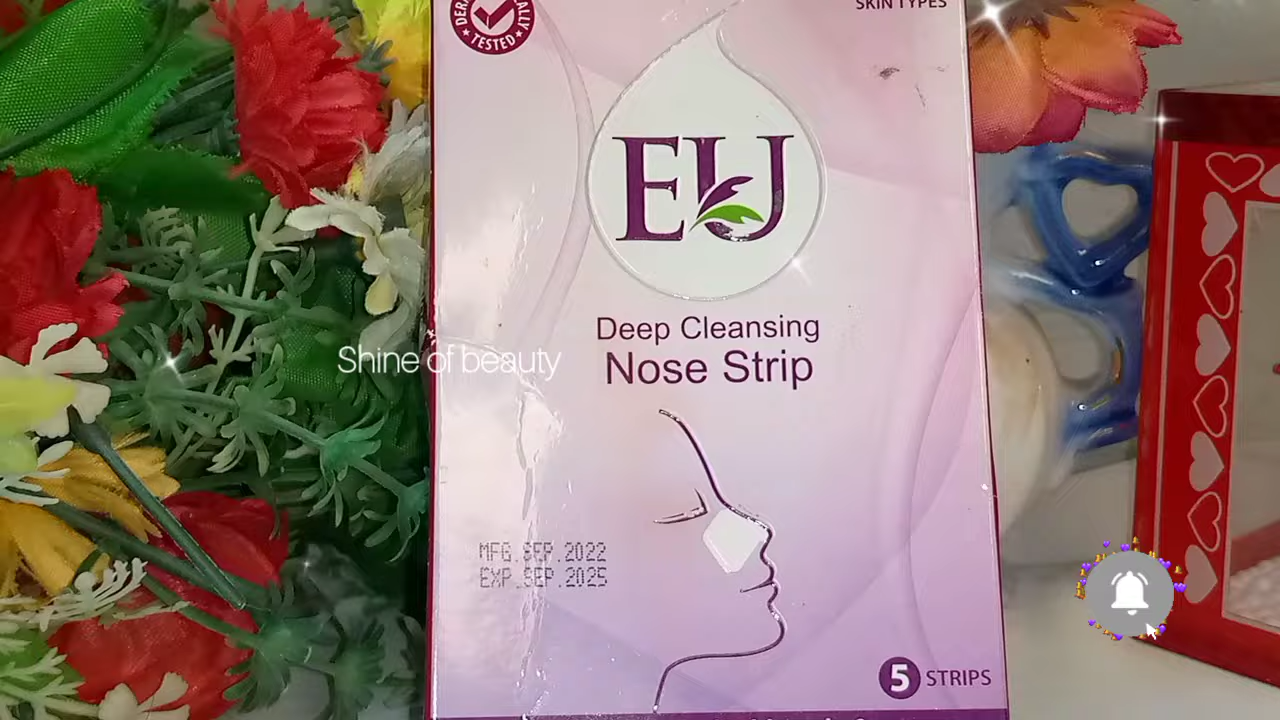 TESTED
SKIN TYPES
EU
Deep Cleansing
Nose Strip
Shine of beauty
MFG.SEP.2022
EXP.SEP.2025
5 STRIPS